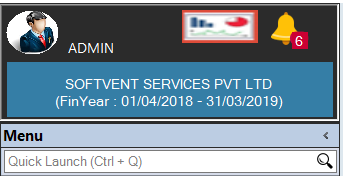 ADMIN
6
SOFTVENT SERVICES PVT LTD
(FinYear : 01/04/2018 - 31/03/2019)
Menu
Quick Launch (Ctrl + Q)